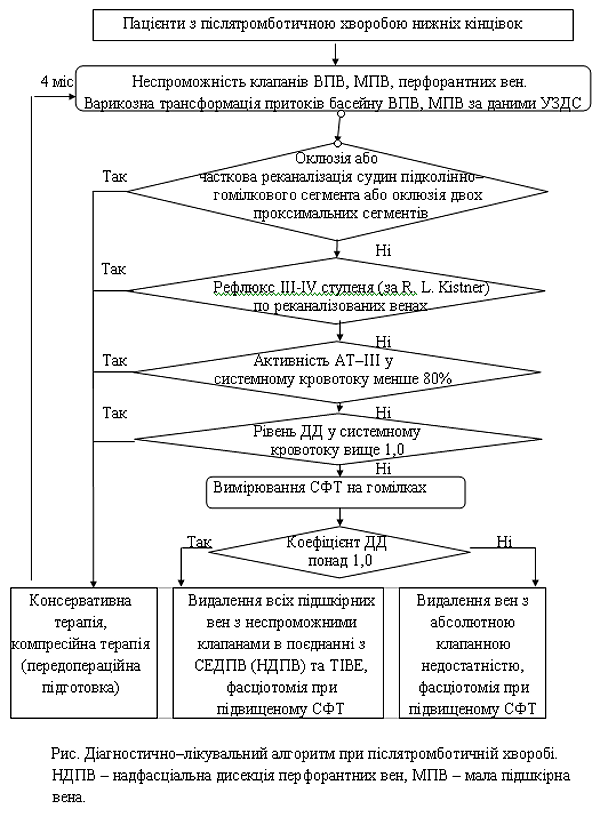 Пацієнти з післятромботичною хворобою нижніх кінцівок
4 міс
Неспроможність клапанів ВПВ, МПВ, перфорантних вен.
Варикозна трансформація притоків басейну ВПВ, МПВ за даними УЗДС
Оклюзія або
часткова реканалізація судин підколінно–
гомілкового сегмента або оклюзія двох
проксимальних сегментів
Так
Ні
Рефлюкс III-IV ступеня (за R. L. Kistner)
по реканалізованих венах
Так
Ні
Активність АТ–III у
системному кровотоку менше 80%
Так
Ні
Рівень ДД у системному
кровотоку вище 1,0
Так
Ні
Вимірювання СФТ на гомілках
Так
Коефіцієнт ДД
понад 1,0
Ні
Консервативна
терапія,
компресійна терапія
(передопераційна
підготовка)
Видалення всіх підшкірних
вен з неспроможними
клапанами в поєднанні з
СЕДПВ (НДПВ) та ТІВЕ,
фасціотомія при
підвищеному СФТ
Видалення вен з
абсолютною
клапанною
недостатністю,
фасціотомія при
підвищеному СФТ
Рис. Діагностично–лікувальний алгоритм при післятромботичній хворобі.
НДПВ – надфасціальна дисекція перфорантних вен, МПВ – мала підшкірна
вена.